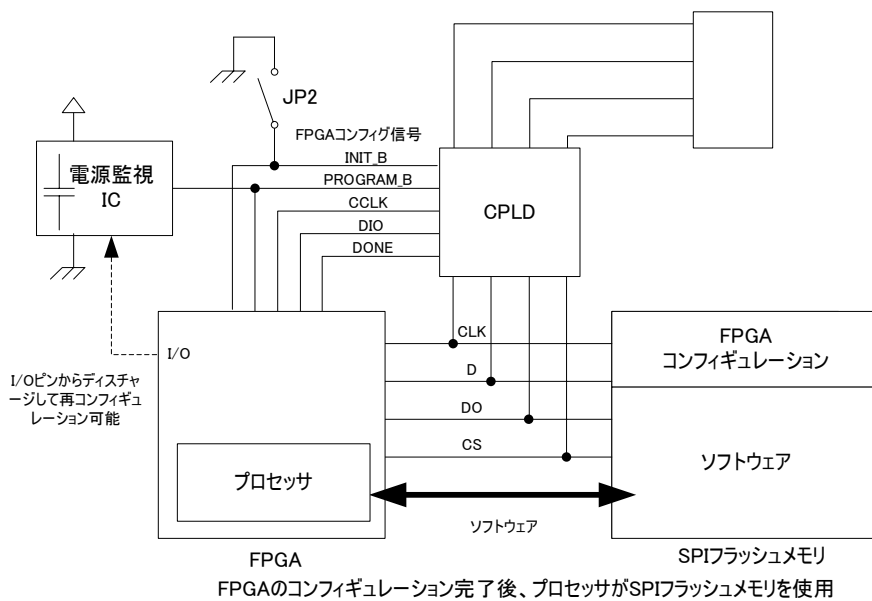 JP2
FPGAコンフィグ信号
INIT_B
電源監視
IC
PROGRAM_B
CCLK
DIO
DONE
CPLD
I/O
CLK
D
DO
CS
FPGA
コンフィギュレーション
I/Oピンからディスチャ
ージして再コンフィギュ
レーション可能
プロセッサ
ソフトウェア
ソフトウェア
FPGA
SPIフラッシュメモリ
FPGAのコンフィギュレーション完了後、プロセッサがSPIフラッシュメモリを使用